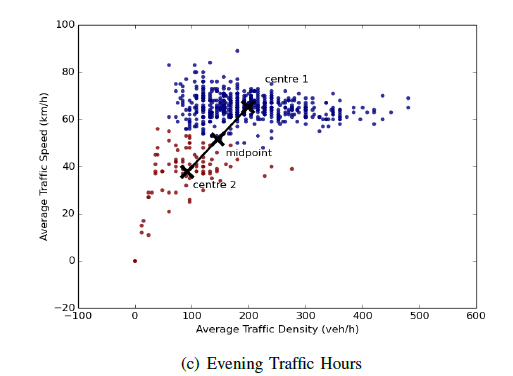 100
80
60
40
20
0
−20
−100
0
100
200
300
400
500
600
Average Traffic Speed (km/h)
Average Traffic Density (veh/h)
centre 1
midpoint
centre 2
(c) Evening Traffic Hours